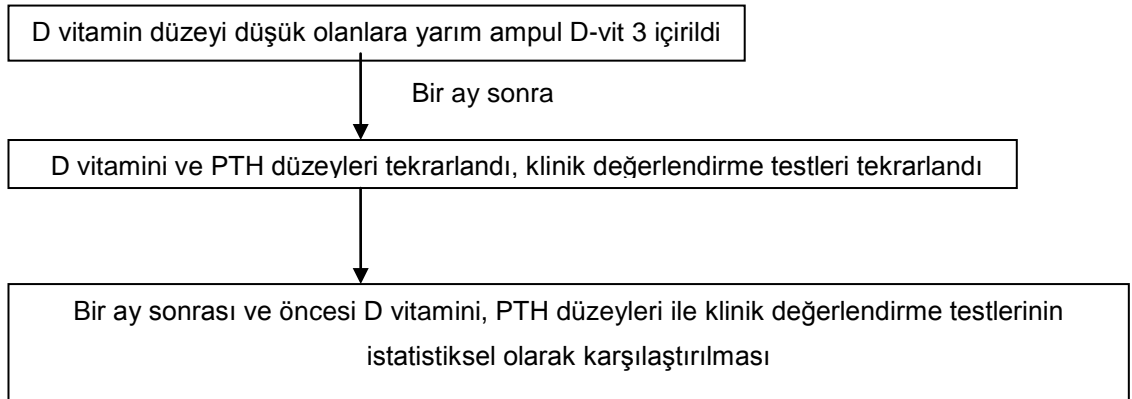 D vitamin düzeyi düşük olanlara yarım ampul D-vit 3 içirildi
Bir ay sonra
D vitamini ve PTH düzeyleri tekrarlandı, klinik değerlendirme testleri tekrarlandı
Bir ay sonrası ve öncesi D vitamini, PTH düzeyleri ile klinik değerlendirme testlerinin
istatistiksel olarak karşılaştırılması